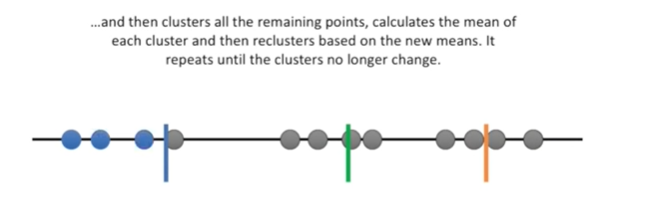 ...and then clusters all the remaining points, calculates the mean of
each cluster and then reclusters based on the new means. It
repeats until the clusters no longer change.